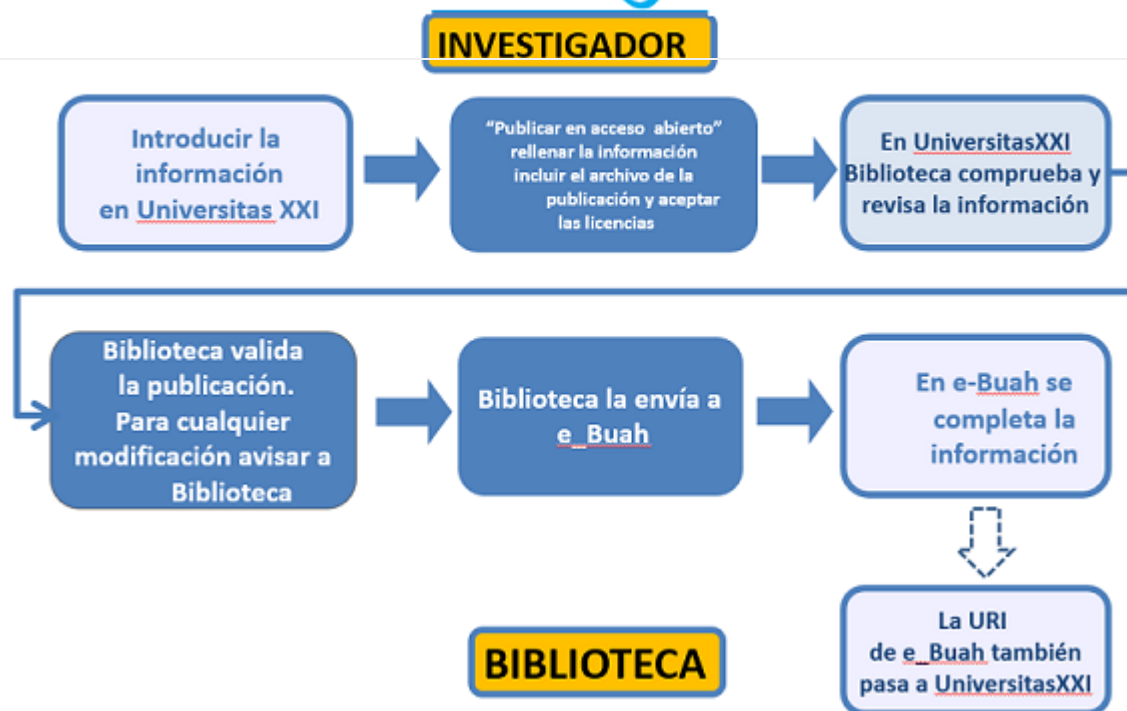 INVESTIGADOR
Introducir la
información
en Universitas XXI
“Publicar en acceso abierto”
rellenar la información
incluir el archivo de la
publicación y aceptar
las licencias
En UniversitasXXI
Biblioteca comprueba y
revisa la información
Biblioteca valida
la publicación.
Para cualquier
modificación avisar a
Biblioteca
Biblioteca la envía a
e_Buah
En e-Buah se
completa la
información
La URI
de e_Buah también
pasa a UniversitasXXI
BIBLIOTECA